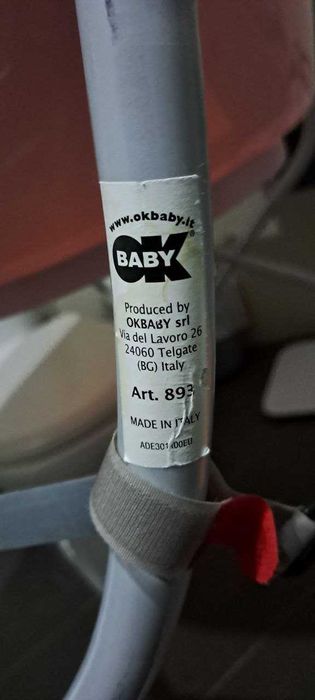 www.okbaby.it
OK BABY®
Produced by
OKBABY srl
Via del Lavoro 26
24060 Telgate
(BG) Italy
Art. 893
MADE IN ITALY